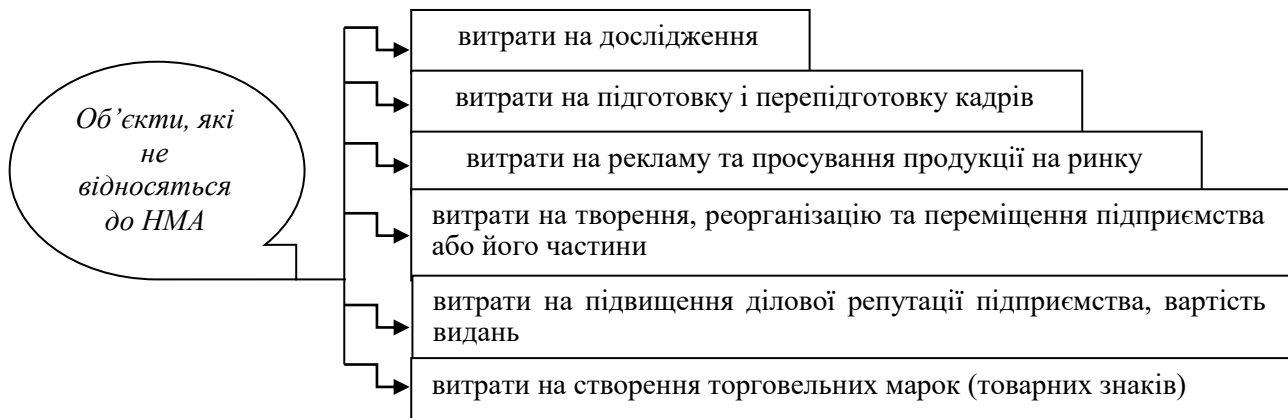 Об’єкти, які
не
відносяться
до НМА
витрати на дослідження
витрати на підготовку і перепідготовку кадрів
витрати на рекламу та просування продукції на ринку
витрати на творення, реорганізацію та переміщення підприємства
або його частини
витрати на підвищення ділової репутації підприємства, вартість
видань
витрати на створення торговельних марок (товарних знаків)